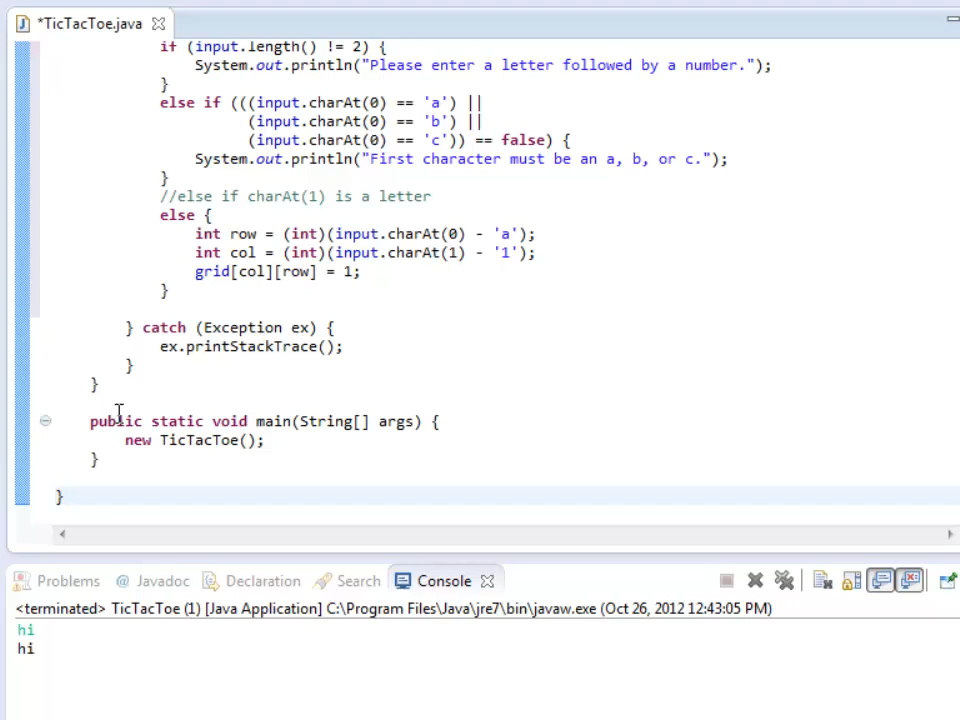 *TicTacToe.java
if (input.length() != 2) {
System.out.println("Please enter a letter followed by a number.");
}
else if (((input.charAt(0) == 'a') ||
(input.charAt(0) == 'b') ||
(input.charAt(0) == 'c')) == false) {
System.out.println("First character must be an a, b, or c.");
}
//else if charAt(1) is a letter
else {
int row = (int)(input.charAt(0) - 'a');
int col = (int)(input.charAt(1) - '1');
grid[col][row] = 1;
}
} catch (Exception ex) {
ex.printStackTrace();
}
}
public static void main(String[] args) {
new TicTacToe();
}
}
Problems @ Javadoc Declaration Search Console
<terminated> TicTacToe (1) [Java Application] C:\Program Files\Java\jre7\bin\javaw.exe (Oct 26, 2012 12:43:05 PM)
hi
hi